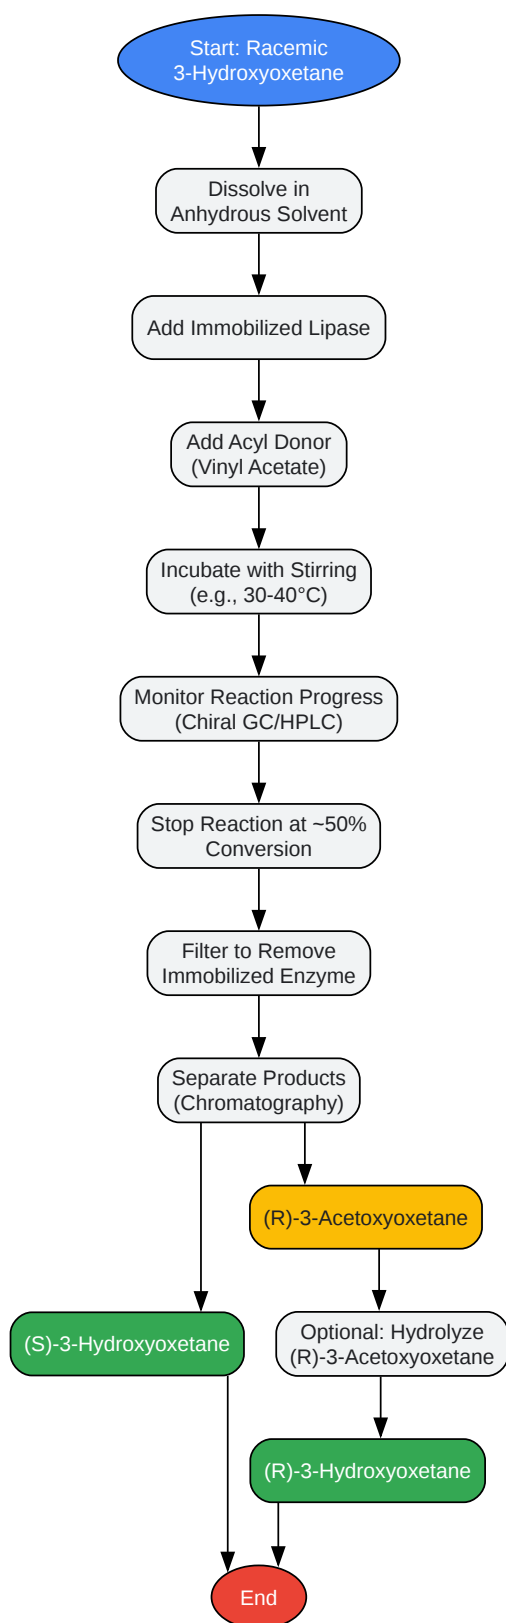 Start: Racemic
3-Hydroxyoxetane
Dissolve in
Anhydrous Solvent
Add Immobilized Lipase
Add Acyl Donor
(Vinyl Acetate)
Incubate with Stirring
(e.g., 30-40°C)
Monitor Reaction Progress
(Chiral GC/HPLC)
Stop Reaction at ~50%
Conversion
Filter to Remove
Immobilized Enzyme
Separate Products
(Chromatography)
(R)-3-Acetoxyoxetane
(S)-3-Hydroxyoxetane
Optional: Hydrolyze
(R)-3-Acetoxyoxetane
(R)-3-Hydroxyoxetane
End